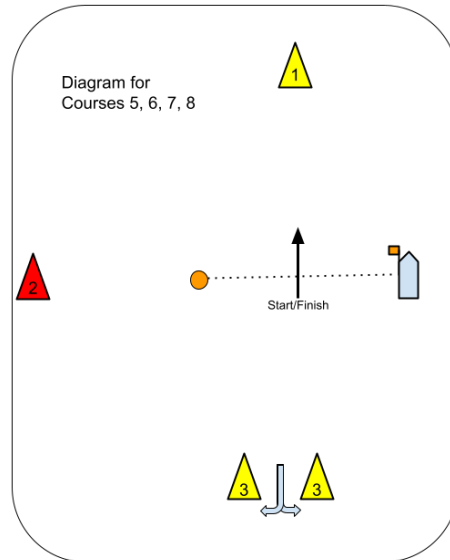 1
Diagram for
Courses 5, 6, 7, 8
2
Start/Finish
3 3